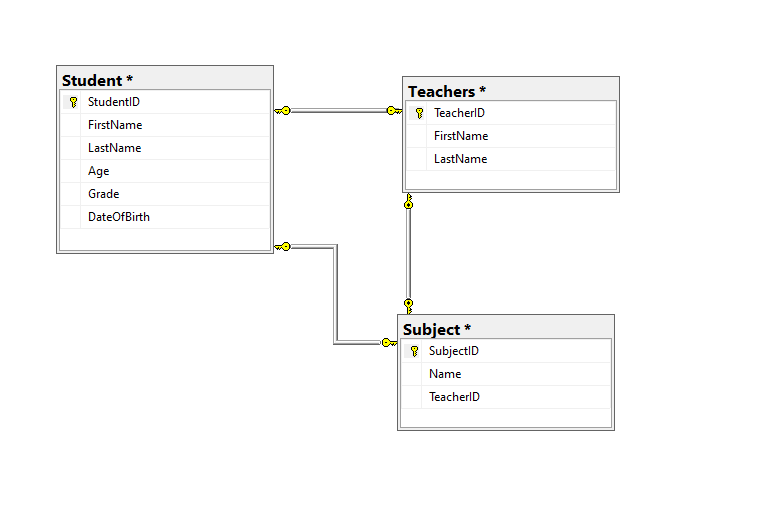 Student *
StudentID
FirstName
LastName
Age
Grade
DateOfBirth
Teachers *
TeacherID
FirstName
LastName
Subject *
SubjectID
Name
TeacherID